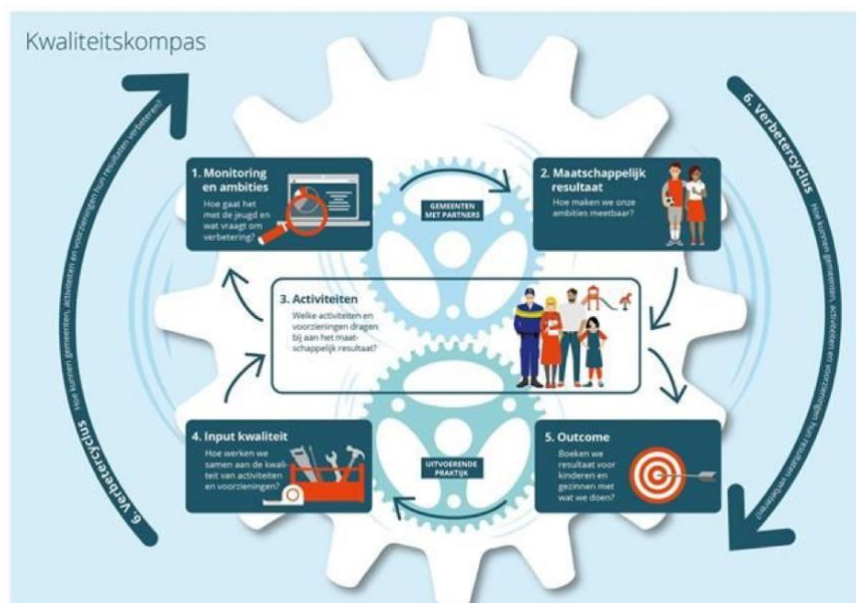 Kwaliteitskompas
1. Monitoring
en ambities
Hoe gaat het
met de jeugd en
wat vraagt om
verbetering?
GEMEENTEN
MET PARTNERS
2. Maatschappelijk
resultaat
Hoe maken we onze
ambities meetbaar?
3. Activiteiten
Welke activiteiten en
voorzieningen dragen
bij aan het maat-
schappelijk resultaat?
4. Input kwaliteit
Hoe werken we
samen aan de kwali-
teit van activiteiten
en voorzieningen?
UITVOERENDE
PRAKTIJK
5. Outcome
Boeken we
resultaat voor
kinderen en
gezinnen met
wat we doen?
6. Verbetercyclus Hoe kunnen gemeenten, activiteiten en voorzieningen hun resultaten verbeteren?
6. Verbetercyclus Hoe kunnen gemeenten, activiteiten en voorzieningen hun resultaten verbeteren?